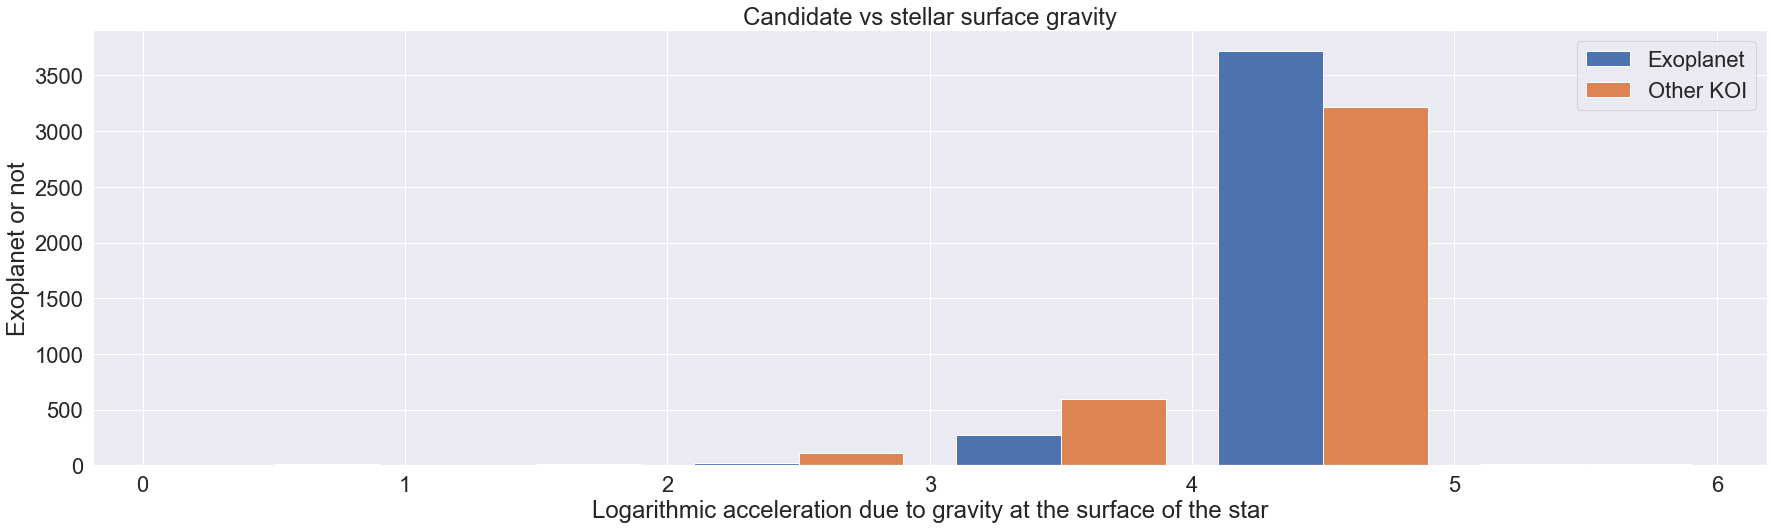 Candidate vs stellar surface gravity
Exoplanet
Other KOI
Exoplanet or not
3500
3000
2500
2000
1500
1000
500
0
0 1 2 3 4 5 6
Logarithmic acceleration due to gravity at the surface of the star